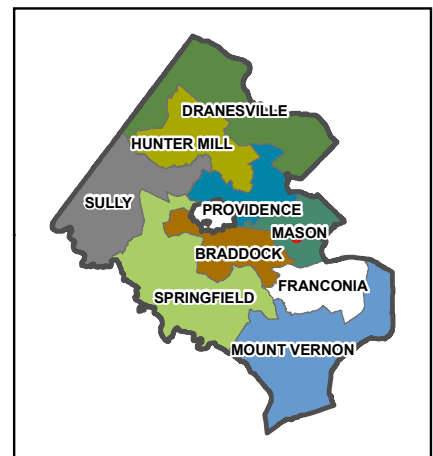 DRANESVILLE
HUNTER MILL
SULLY
PROVIDENCE
MASON
BRADDOCK
FRANCONIA
SPRINGFIELD
MOUNT VERNON